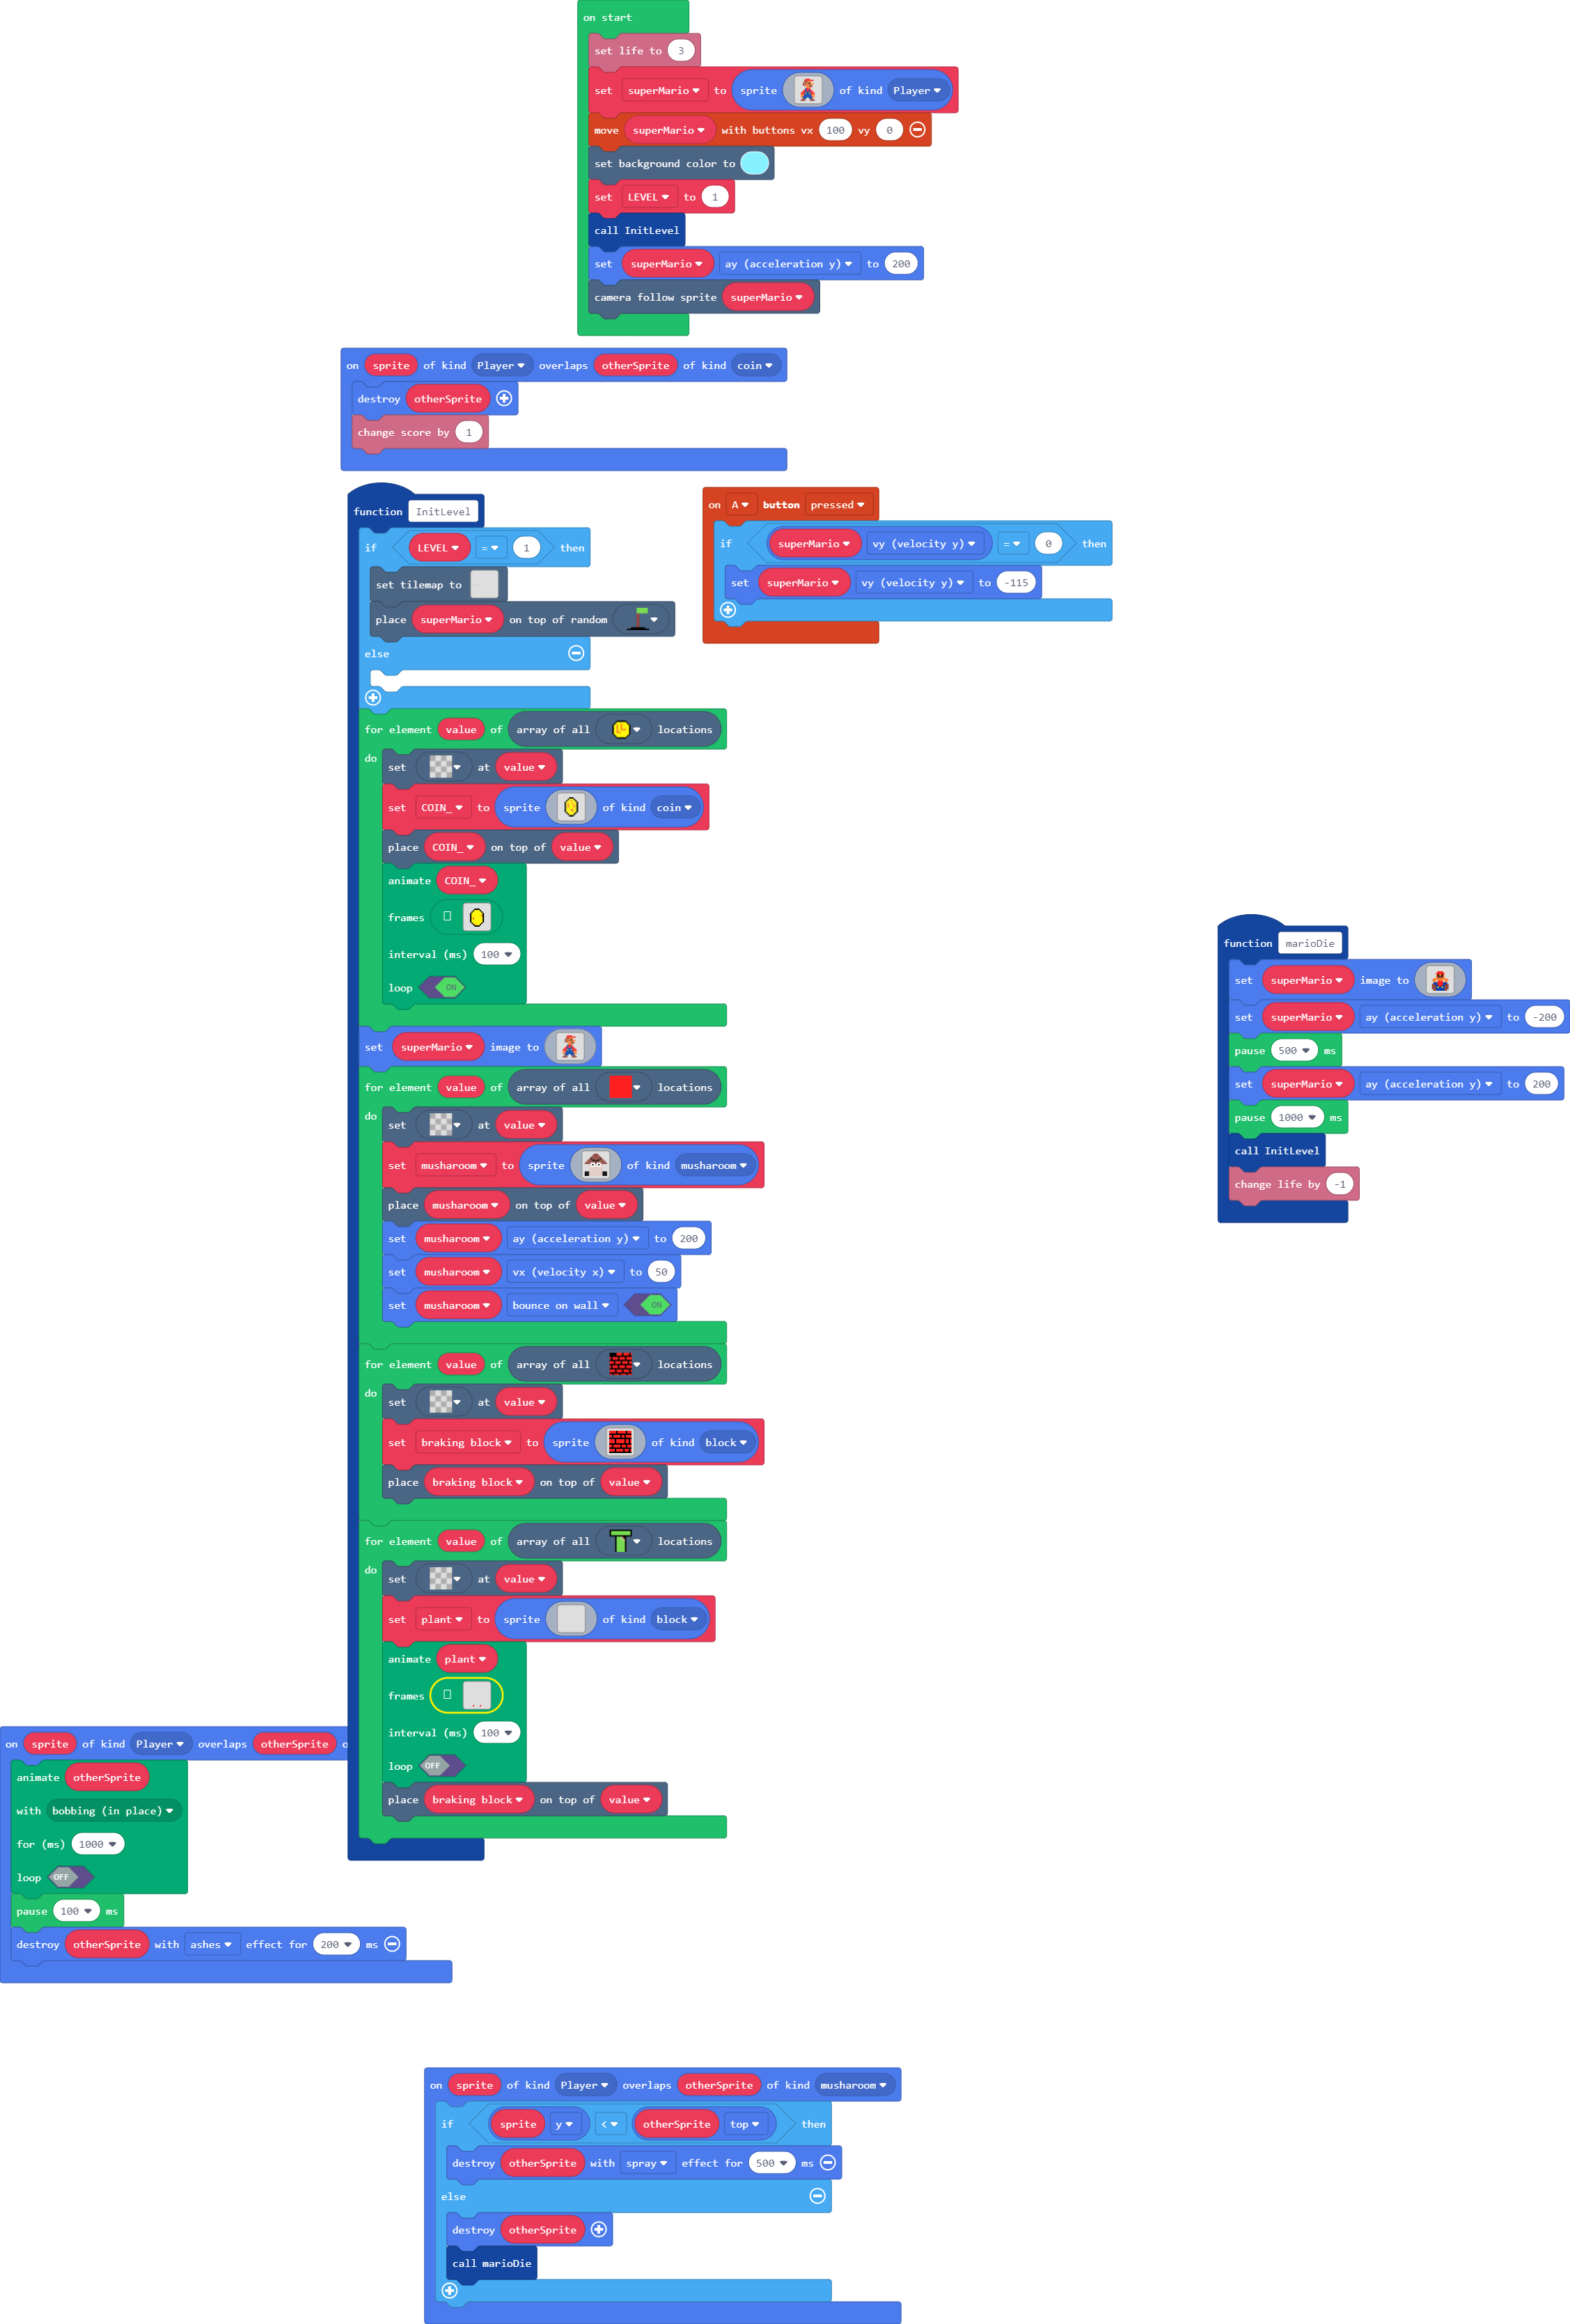 on start
set life to 3
set superMario to sprite of kind Player
move superMario with buttons vx 100 vy 0
set background color to
set LEVEL to 1
call InitLevel
set superMario ay (acceleration y) to 200
camera follow sprite superMario
on sprite of kind Player overlaps otherSprite of kind coin
destroy otherSprite
change score by 1
function InitLevel
if LEVEL = 1 then
set tilemap to
place superMario on top of random
else
for element value of array of all locations
do
set at value
set COIN_ to sprite of kind coin
place COIN_ on top of value
animate COIN_
frames
interval (ms) 100
loop ON
set superMario image to
for element value of array of all locations
do
set at value
set musharoom to sprite of kind musharoom
place musharoom on top of value
set musharoom ay (acceleration y) to 200
set musharoom vx (velocity x) to 50
set musharoom bounce on wall ON
for element value of array of all locations
do
set at value
set braking block to sprite of kind block
place braking block on top of value
for element value of array of all locations
do
set at value
set plant to sprite of kind block
animate plant
frames
interval (ms) 100
loop OFF
place braking block on top of value
on A button pressed
if superMario vy (velocity y) = 0 then
set superMario vy (velocity y) to -115
function marioDie
set superMario image to
set superMario ay (acceleration y) to -200
pause 500 ms
set superMario ay (acceleration y) to 200
pause 1000 ms
call InitLevel
change life by -1
on sprite of kind Player overlaps otherSprite
animate otherSprite
with bobbing (in place)
for (ms) 1000
loop OFF
pause 100 ms
destroy otherSprite with ashes effect for 200 ms
on sprite of kind Player overlaps otherSprite of kind musharoom
if sprite y < otherSprite top then
destroy otherSprite with spray effect for 500 ms
else
destroy otherSprite
call marioDie